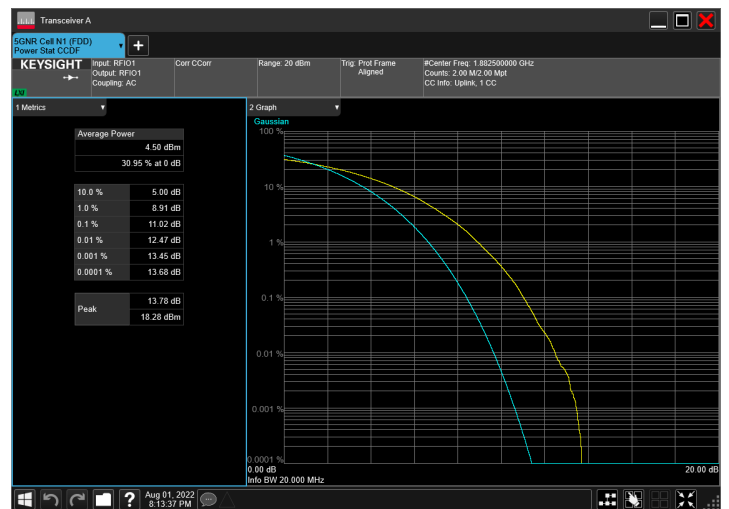 Transceiver A
5GNR Cell N1 (FDD)
Power Stat CCDF
KEYSIGHT
LXI
Input: RFIO1
Output: RFIO1
Coupling: AC
Corr CCorr
Range: 20 dBm
Trig: Prot Frame
Aligned
#Center Freq: 1.882500000 GHz
Counts: 2.00 M/2.00 Mpt
CC Info: Uplink, 1 CC
1 Metrics
Average Power
4.50 dBm
30.95 % at 0 dB
10.0 % 5.00 dB
1.0 % 8.91 dB
0.1 % 11.02 dB
0.01 % 12.47 dB
0.001 % 13.45 dB
0.0001 % 13.68 dB
Peak
13.78 dB
18.28 dBm
2 Graph
Gaussian
100 %
10 %
1 %
0.1 %
0.01 %
0.001 %
0.0001 %
0.00 dB
20.00 dB
Info BW 20.000 MHz
?
Aug 01, 2022
8:13:37 PM